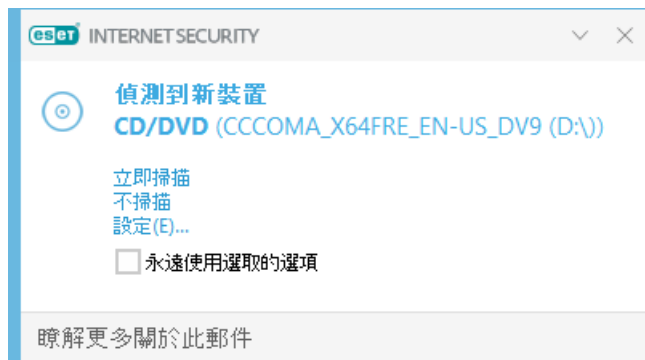 eset INTERNET SECURITY
偵測到新裝置
CD/DVD (CCCOMA_X64FRE_EN-US_DV9 (D:\))
立即掃描
不掃描
設定(E)...
永遠使用選取的選項
瞭解更多關於此郵件